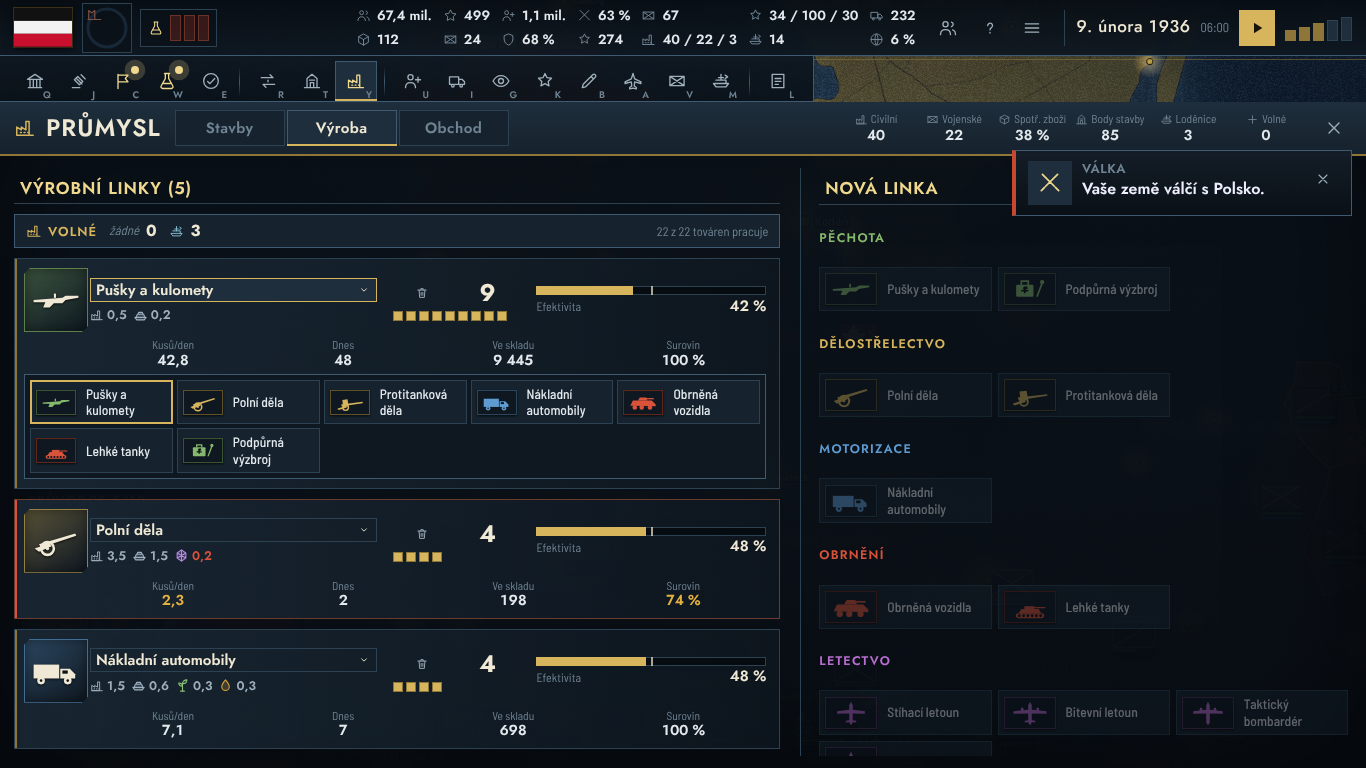 67,4 mil. 499 1,1 mil. 63 % 67 34 / 100 / 30 232
112 24 68 % 274 40 / 22 / 3 14 6 %
? 9. února 1936 06:00
Q J C W E R T Y U I G K B A V M L
PRŮMYSL Stavby Výroba Obchod
Civilní 40
Vojenské 22
Spotř. zboží 38 %
Body stavby 85
Loděnice 3
Volné 0
VÁLKA
Vaše země válčí s Polsko.
VÝROBNÍ LINKY (5)
VOLNÉ žádné 0 3 22 z 22 továren pracuje
Pušky a kulomety 9
0,5 0,2
Efektivita 42 %
Kusů/den Dnes Ve skladu Surovin
42,8 48 9 445 100 %
Pušky a kulomety
Polní děla
Protitanková děla
Nákladní automobily
Obrněná vozidla
Lehké tanky
Podpůrná výzbroj
Polní děla 4
3,5 1,5 0,2
Efektivita 48 %
Kusů/den Dnes Ve skladu Surovin
2,3 2 198 74 %
Nákladní automobily 4
1,5 0,6 0,3 0,3
Efektivita 48 %
Kusů/den Dnes Ve skladu Surovin
7,1 7 698 100 %
NOVÁ LINKA
PĚCHOTA
Pušky a kulomety Podpůrná výzbroj
DĚLOSTŘELECTVO
Polní děla Protitanková děla
MOTORIZACE
Nákladní
automobily
OBRNĚNÍ
Obrněná vozidla Lehké tanky
LETECTVO
Stíhací letoun Bitevní letoun Taktický
bombardér